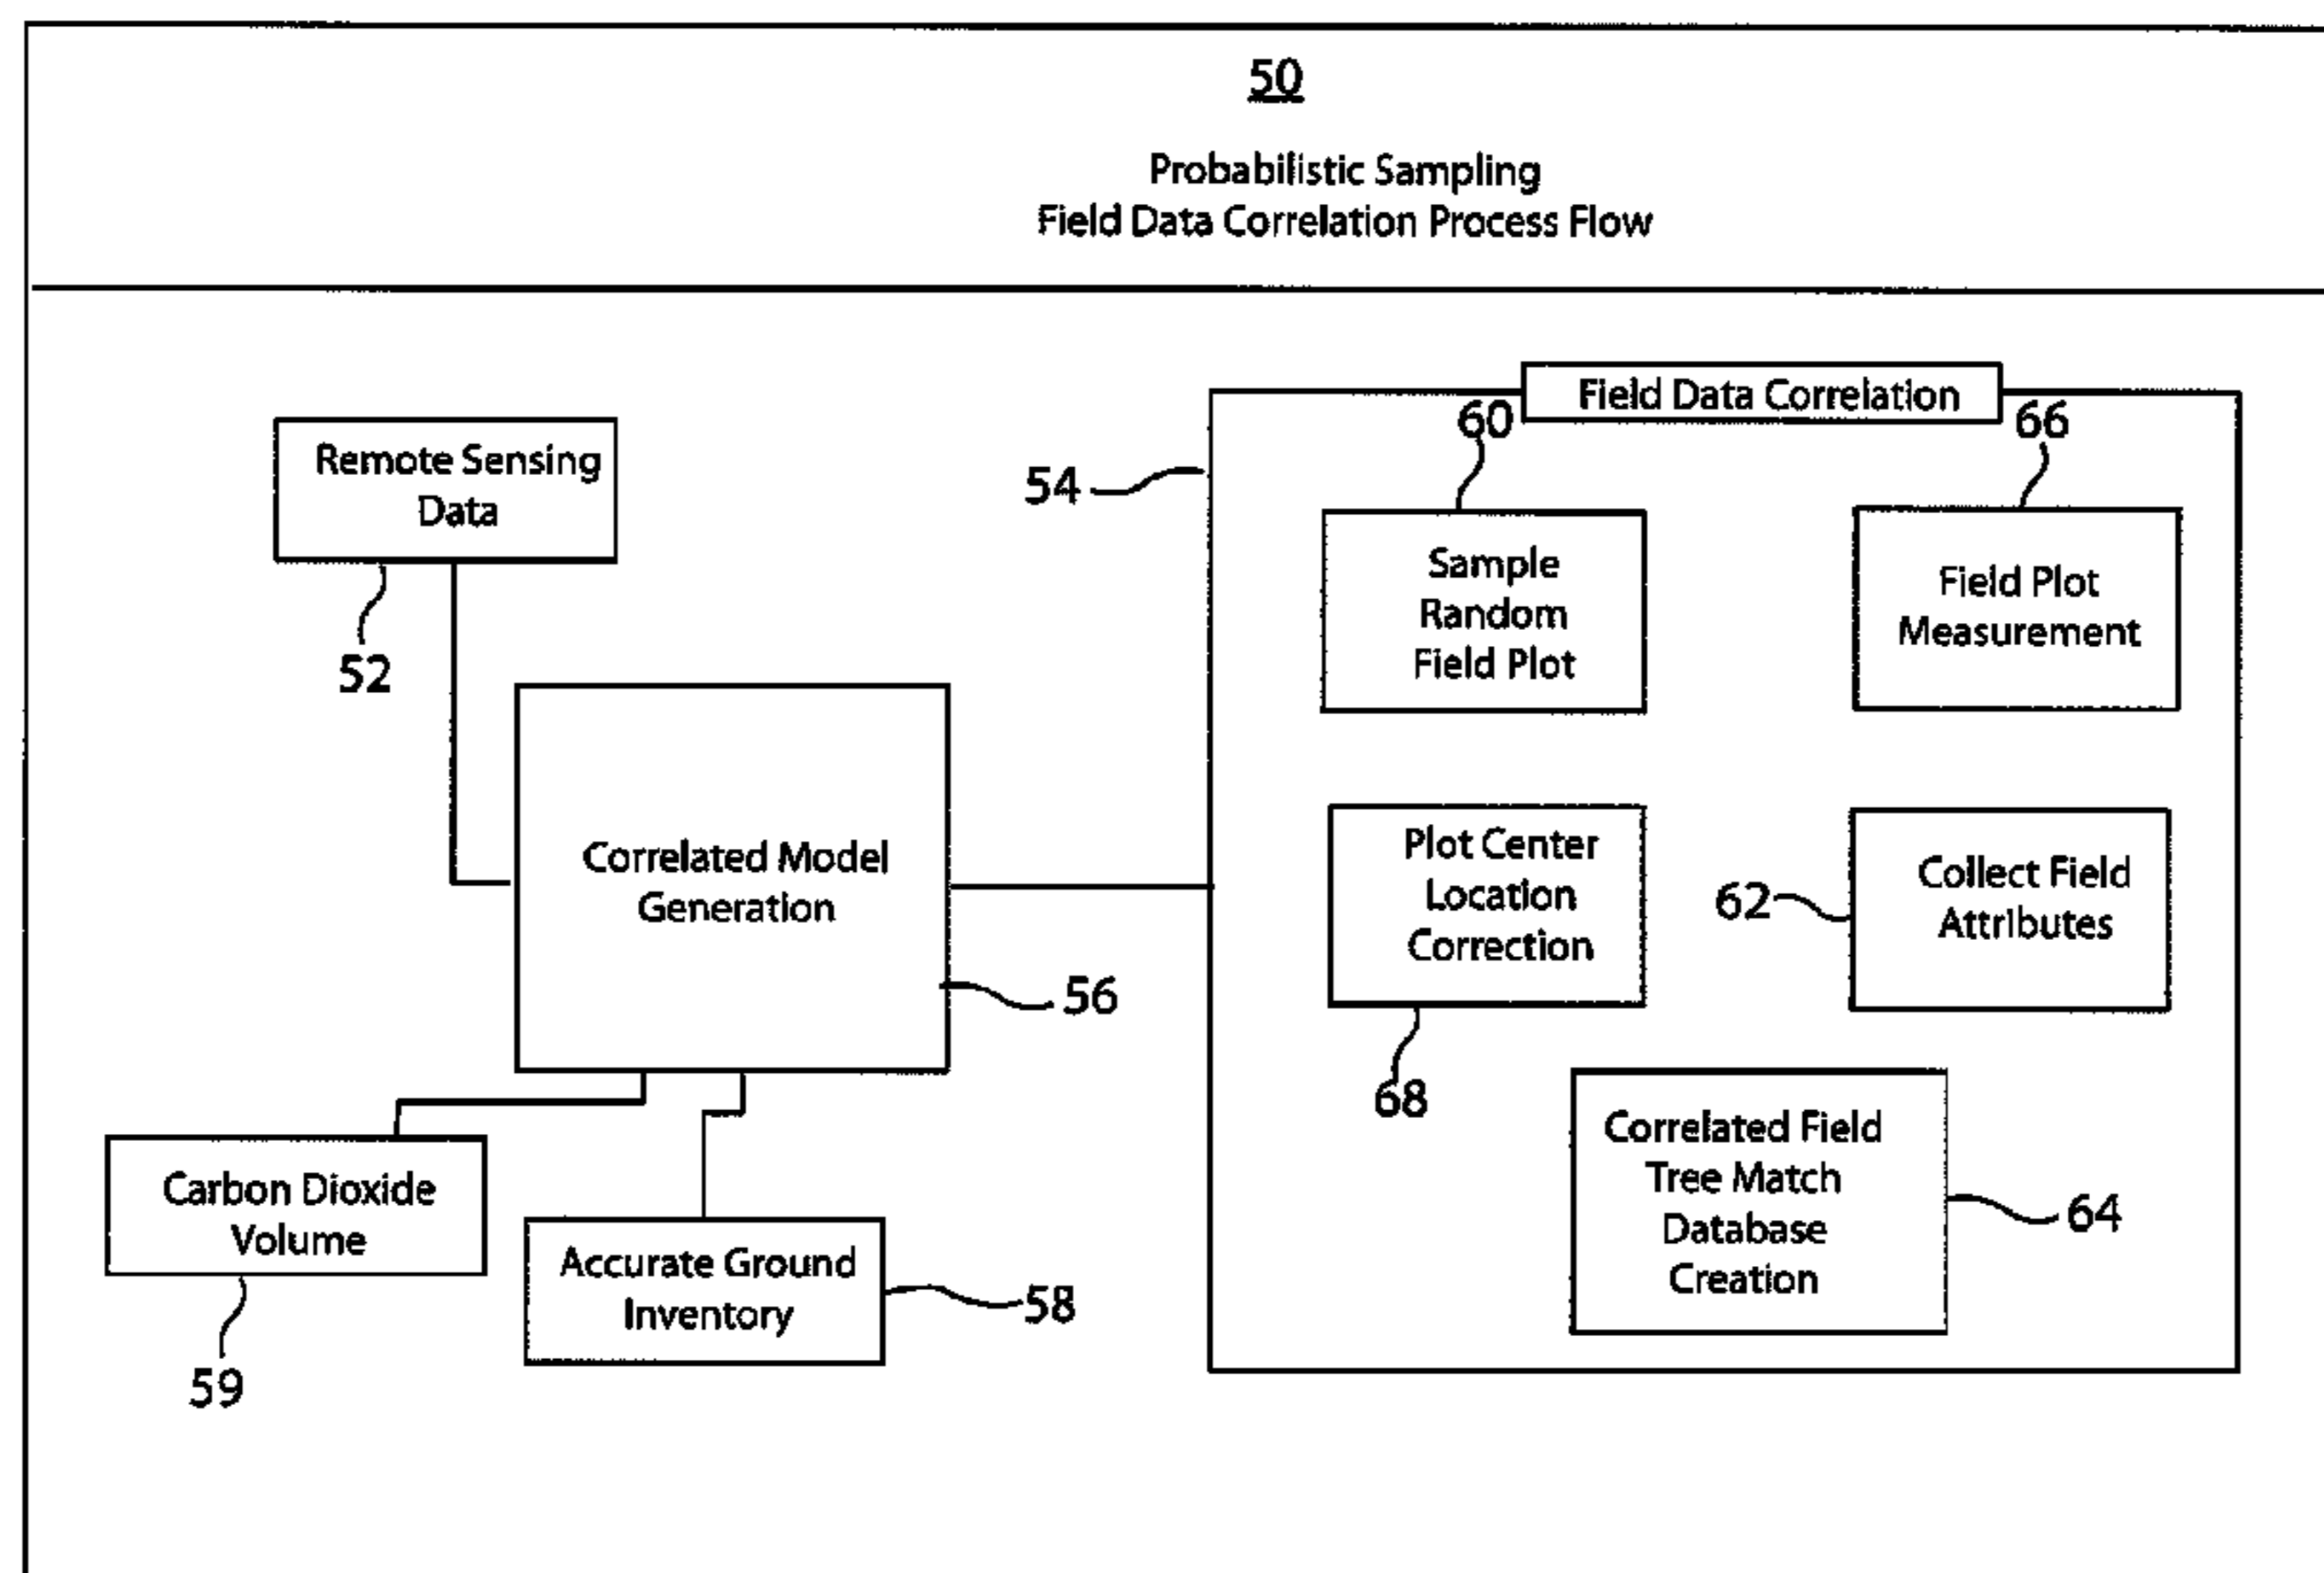 50
Probabilistic Sampling
Field Data Correlation Process Flow
Field Data Correlation
60
66
Remote Sensing
Data
54
52
Sample
Random
Field Plot
Field Plot
Measurement
Correlated Model
Generation
56
Plot Center
Location
Correction
68
62
Collect Field
Attributes
Carbon Dioxide
Volume
59
Accurate Ground
Inventory
58
Correlated Field
Tree Match
Database
Creation
64